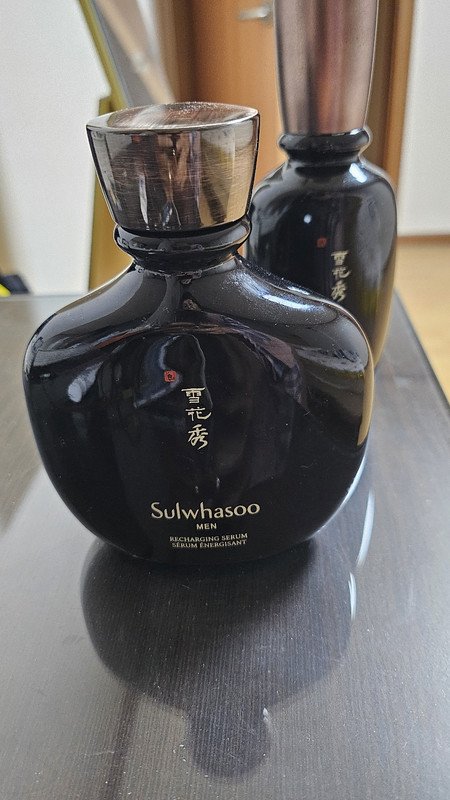 雪花秀
Sulwhasoo
MEN
RECHARGING SERUM
SÉRUM ÉNERGISANT
雪花秀